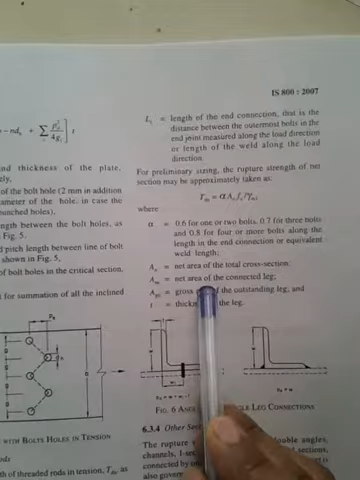 IS 800 : 2007
- nd_h + Σ p_s² / 4g_i ] t
nd thickness of the plate,
of the bolt hole (2 mm in addition
ameter of the hole, in case the
unched holes),
ngth between the bolt holes, as
Fig. 5,
d pitch length between line of bolt
shown in Fig. 5,
of bolt holes in the critical section,
for summation of all the inclined
WITH BOLTS HOLES IN TENSION
th of threaded rods in tension, T_dn as
L_c = length of the end connection, that is the
distance between the outermost bolts in the
end joint measured along the load direction
or length of the weld along the load
direction.
For preliminary sizing, the rupture strength of net
section may be approximately taken as:
T_dn = α A_n f_u / γ_m1
where
α = 0.6 for one or two bolts, 0.7 for three bolts
and 0.8 for four or more bolts along the
length in the end connection or equivalent
weld length;
A_n = net area of the total cross-section;
A_nc = net area of the connected leg;
A_go = gross of the outstanding leg; and
t = of the leg.
FIG. 6 LEG CONNECTIONS
6.3.4 Other
The rupture angles,
channels, sections,
connected by
also